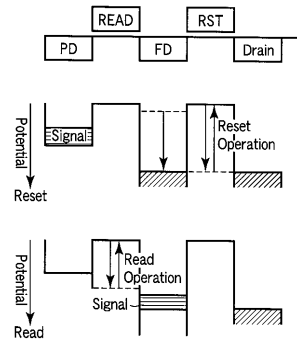 READ
RST
PD
FD
Drain
Potential
Signal
Reset
Operation
Reset
Potential
Read
Operation
Signal
Read